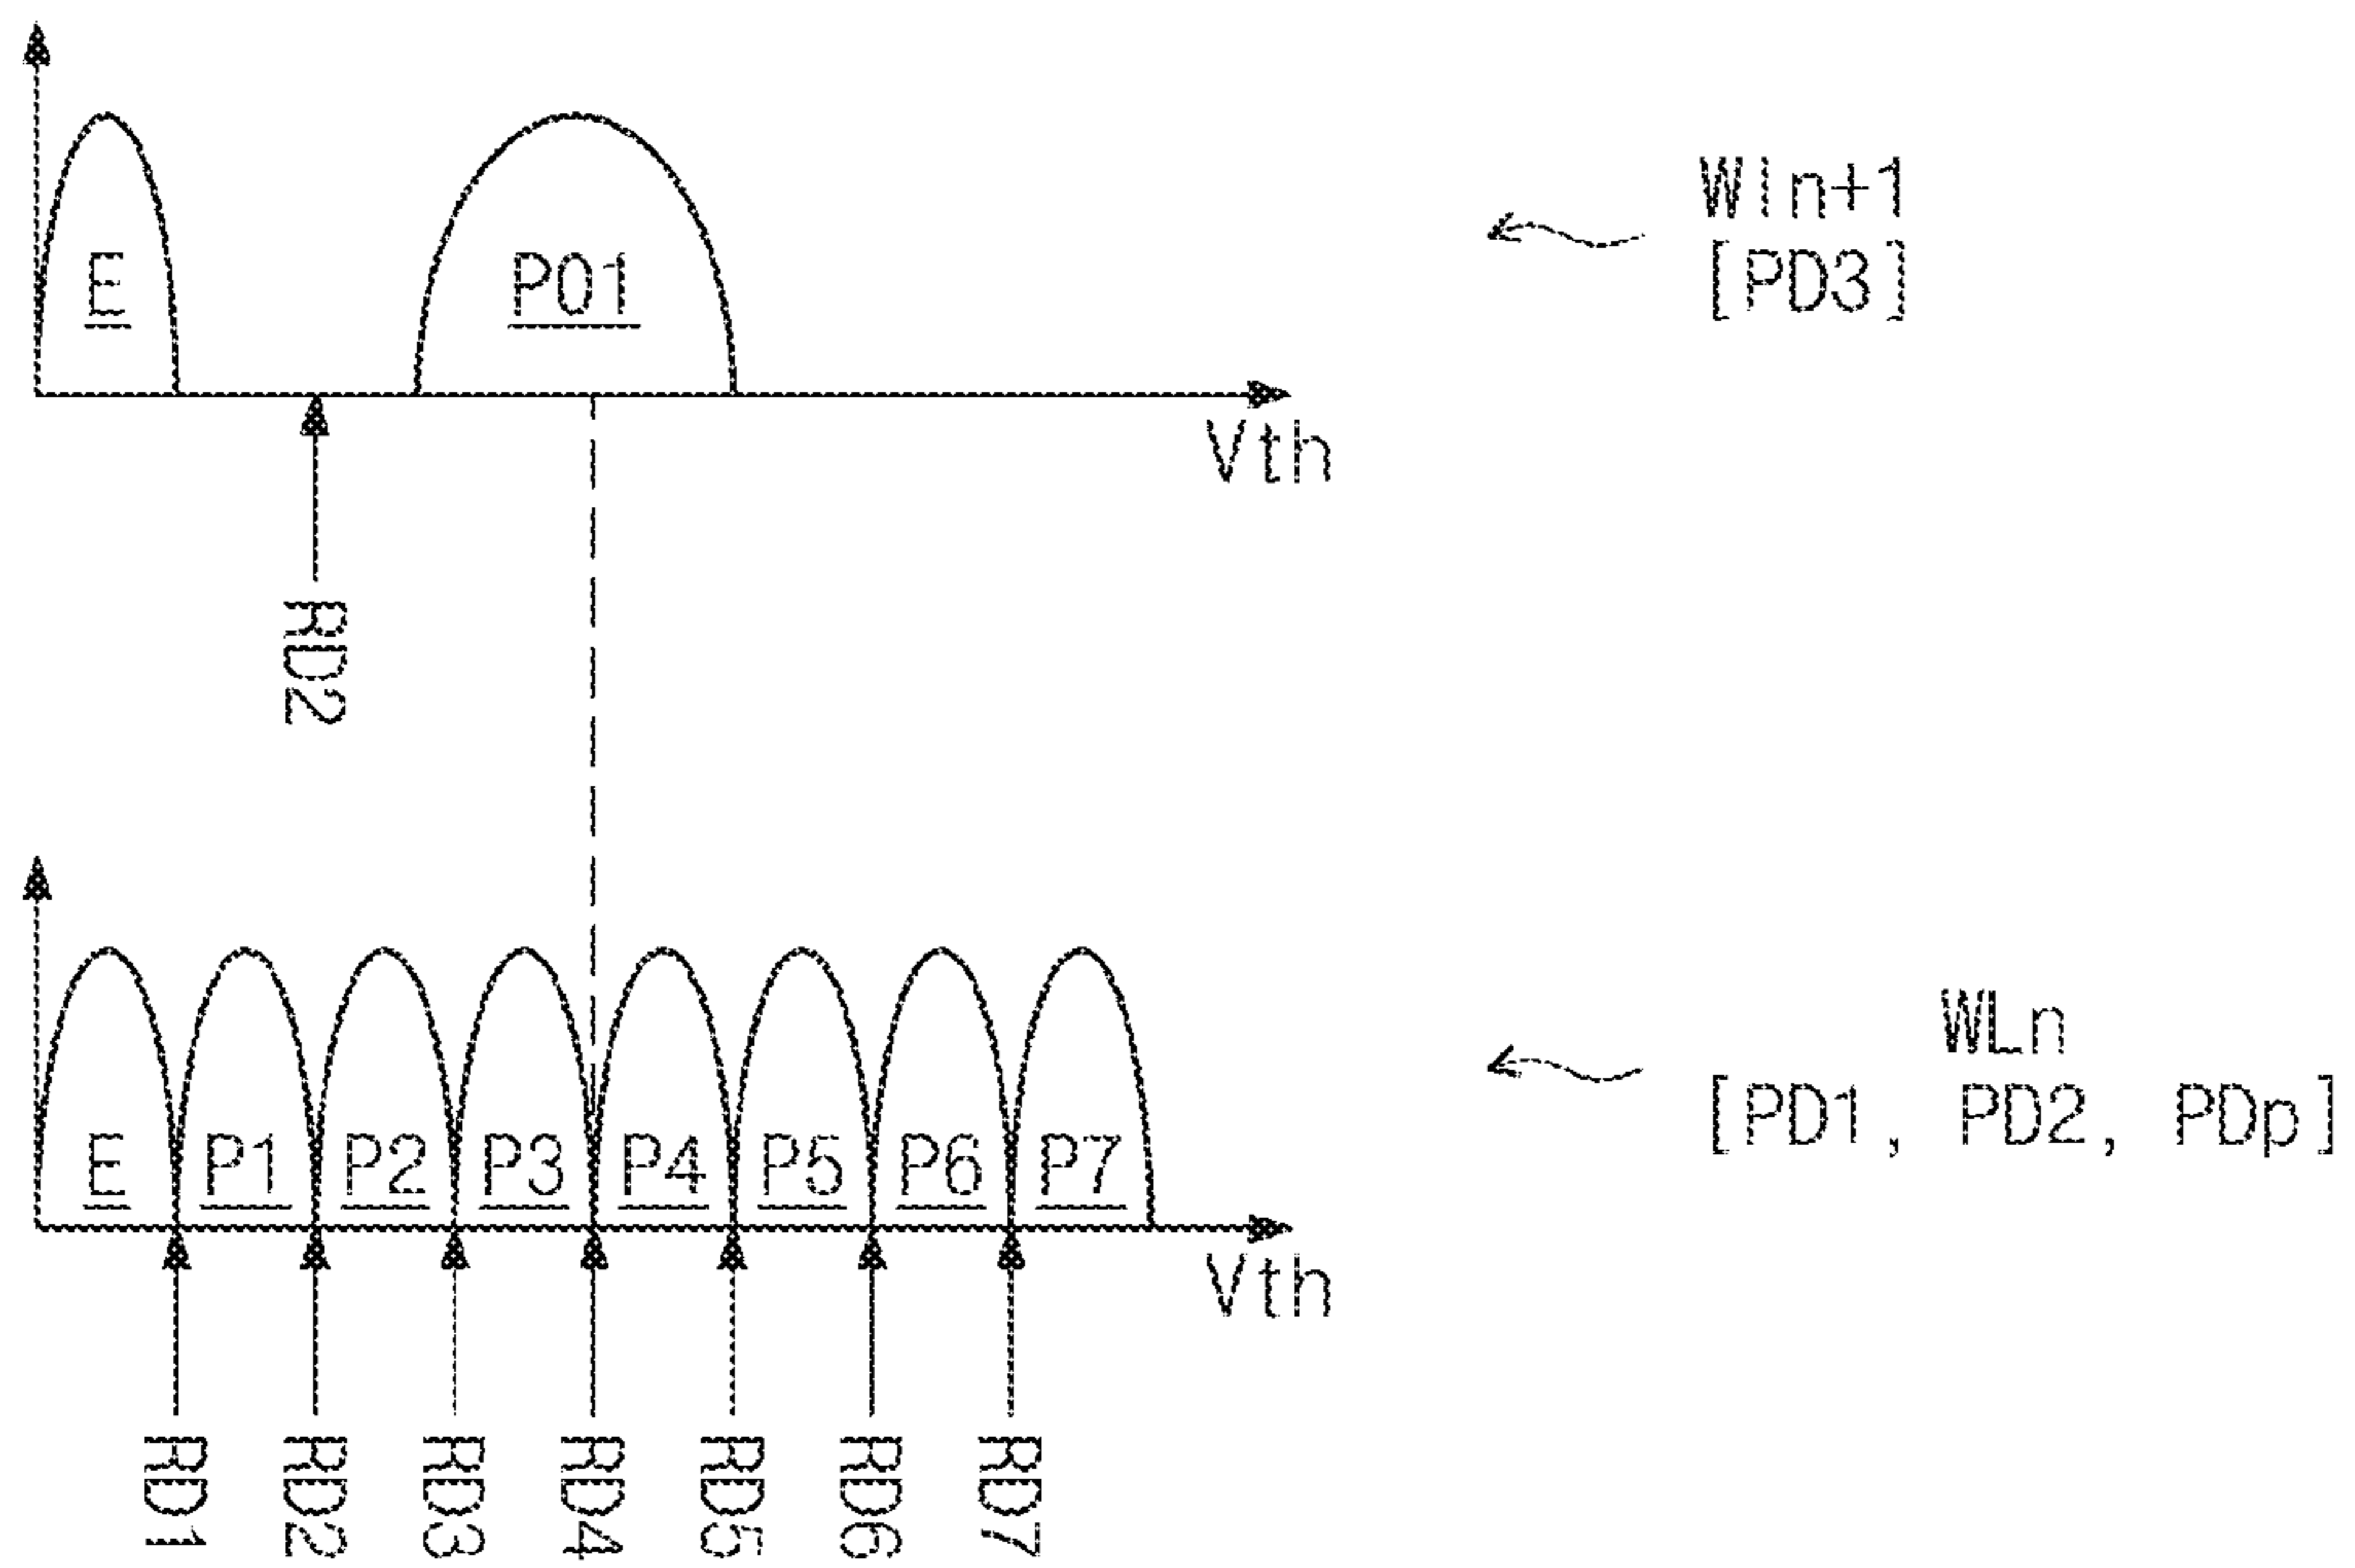 E
P01
Wln+1
[PD3]
Vth
RD2
WLn
[PD1, PD2, PDp]
E P1 P2 P3 P4 P5 P6 P7
Vth
RD1 RD2 RD3 RD4 RD5 RD6 RD7